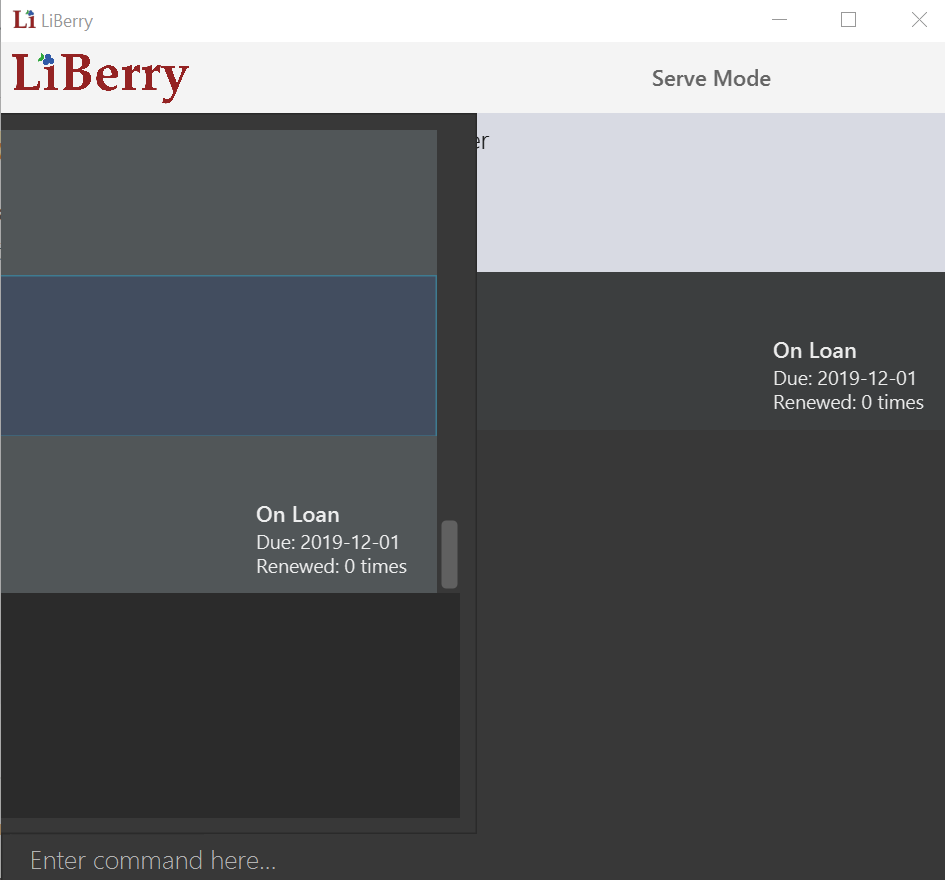 Li LiBerry
LiBerry
Serve Mode
er
On Loan
Due: 2019-12-01
Renewed: 0 times
On Loan
Due: 2019-12-01
Renewed: 0 times
Enter command here...